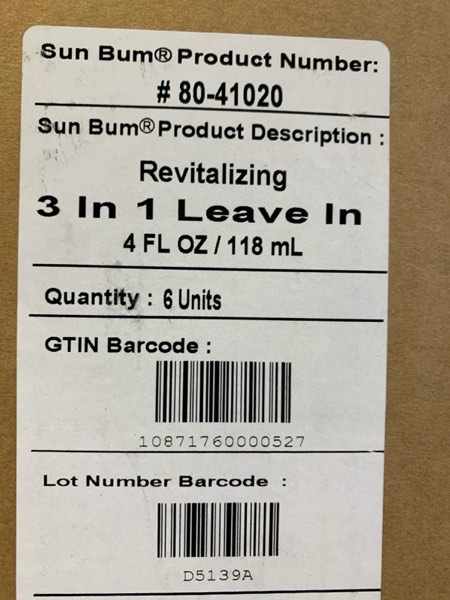 Sun Bum® Product Number:
# 80-41020
Sun Bum® Product Description :
Revitalizing
3 In 1 Leave In
4 FL OZ / 118 mL
Quantity : 6 Units
GTIN Barcode :
10871760000527
Lot Number Barcode :
D5139A